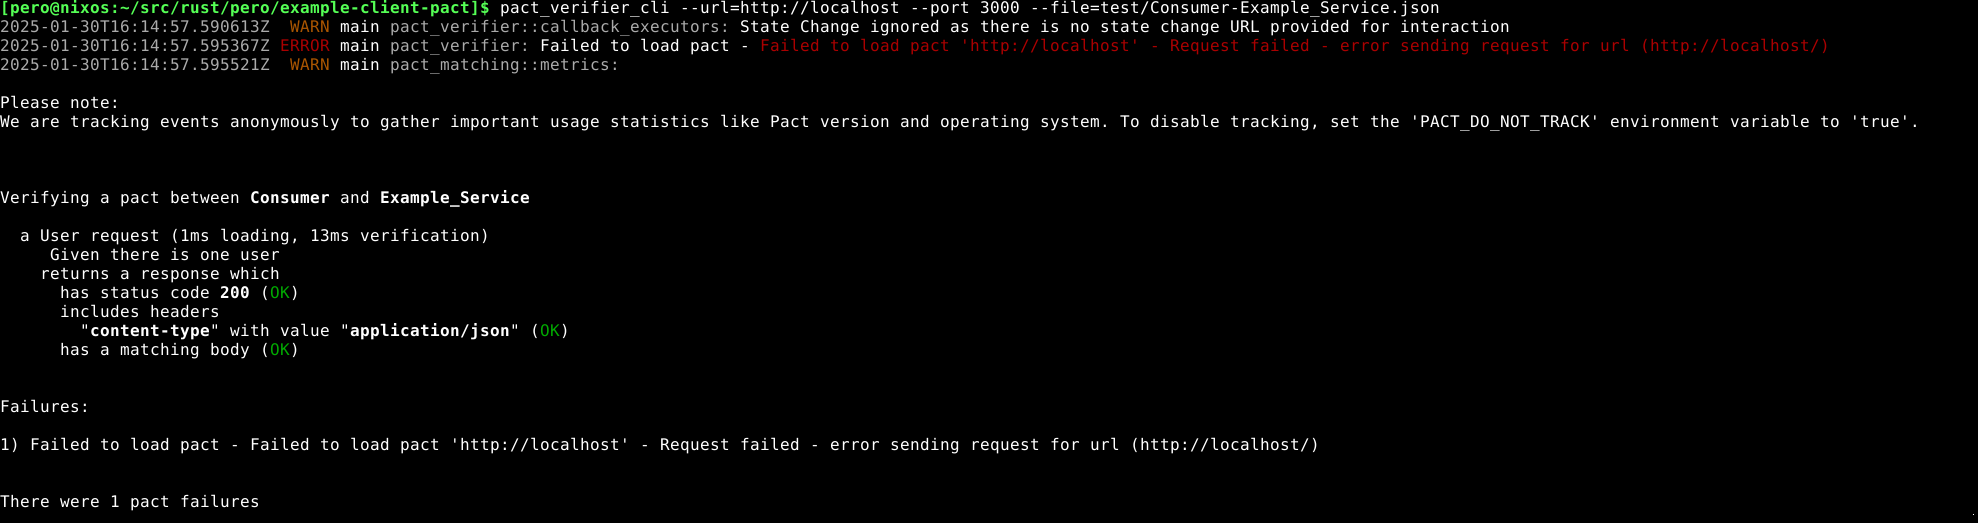 [pero@nixos:~/src/rust/pero/example-client-pact]$ pact_verifier_cli --url=http://localhost --port 3000 --file=test/Consumer-Example_Service.json
2025-01-30T16:14:57.590613Z  WARN main pact_verifier::callback_executors: State Change ignored as there is no state change URL provided for interaction
2025-01-30T16:14:57.595367Z ERROR main pact_verifier: Failed to load pact - Failed to load pact 'http://localhost' - Request failed - error sending request for url (http://localhost/)
2025-01-30T16:14:57.595521Z  WARN main pact_matching::metrics:
Please note:
We are tracking events anonymously to gather important usage statistics like Pact version and operating system. To disable tracking, set the 'PACT_DO_NOT_TRACK' environment variable to 'true'.
Verifying a pact between Consumer and Example_Service
a User request (1ms loading, 13ms verification)
Given there is one user
returns a response which
has status code 200 (OK)
includes headers
"content-type" with value "application/json" (OK)
has a matching body (OK)
Failures:
1) Failed to load pact - Failed to load pact 'http://localhost' - Request failed - error sending request for url (http://localhost/)
There were 1 pact failures